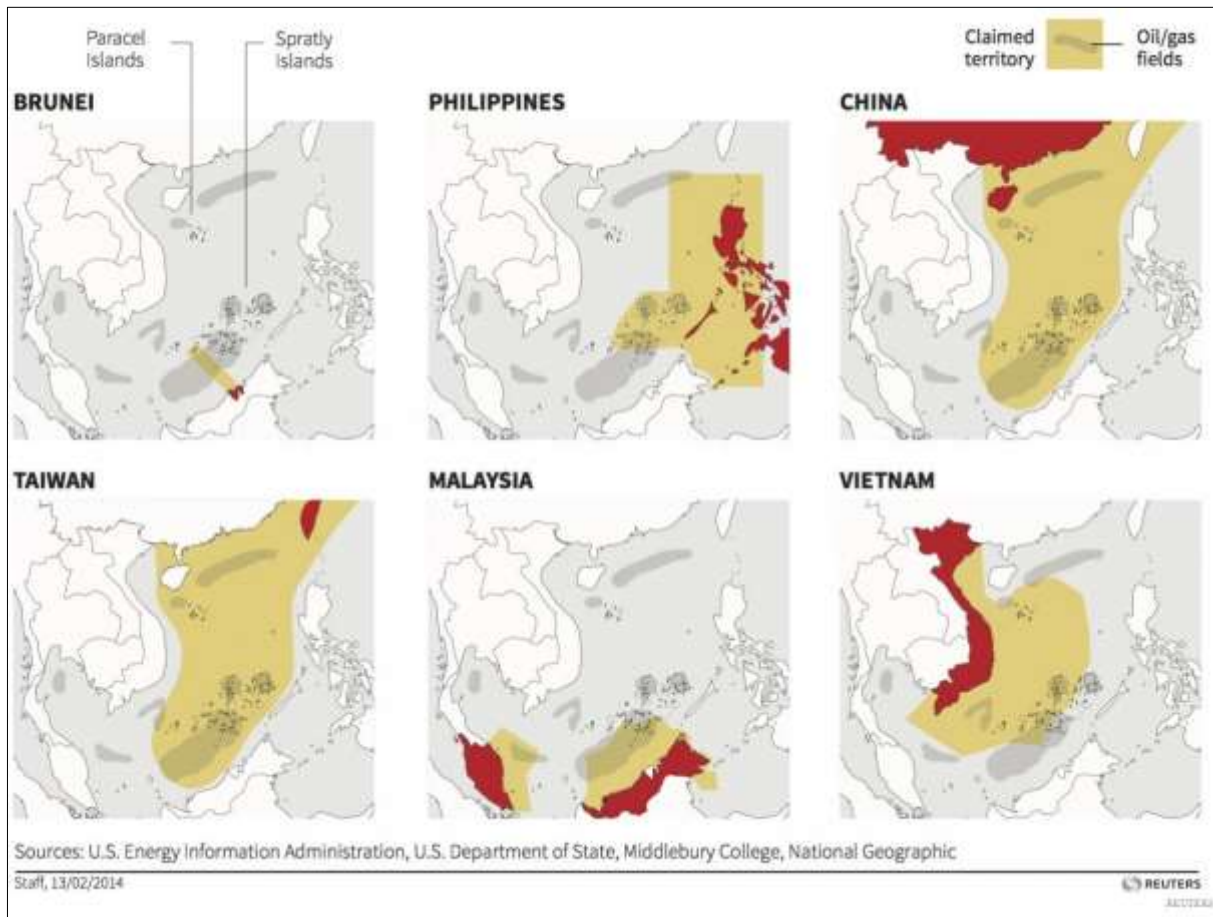 Paracel
Islands
Spratly
Islands
Claimed
territory
Oil/gas
fields
BRUNEI
PHILIPPINES
CHINA
TAIWAN
MALAYSIA
VIETNAM
Sources: U.S. Energy Information Administration, U.S. Department of State, Middlebury College, National Geographic
Staff, 13/02/2014
REUTERS
REUTERS